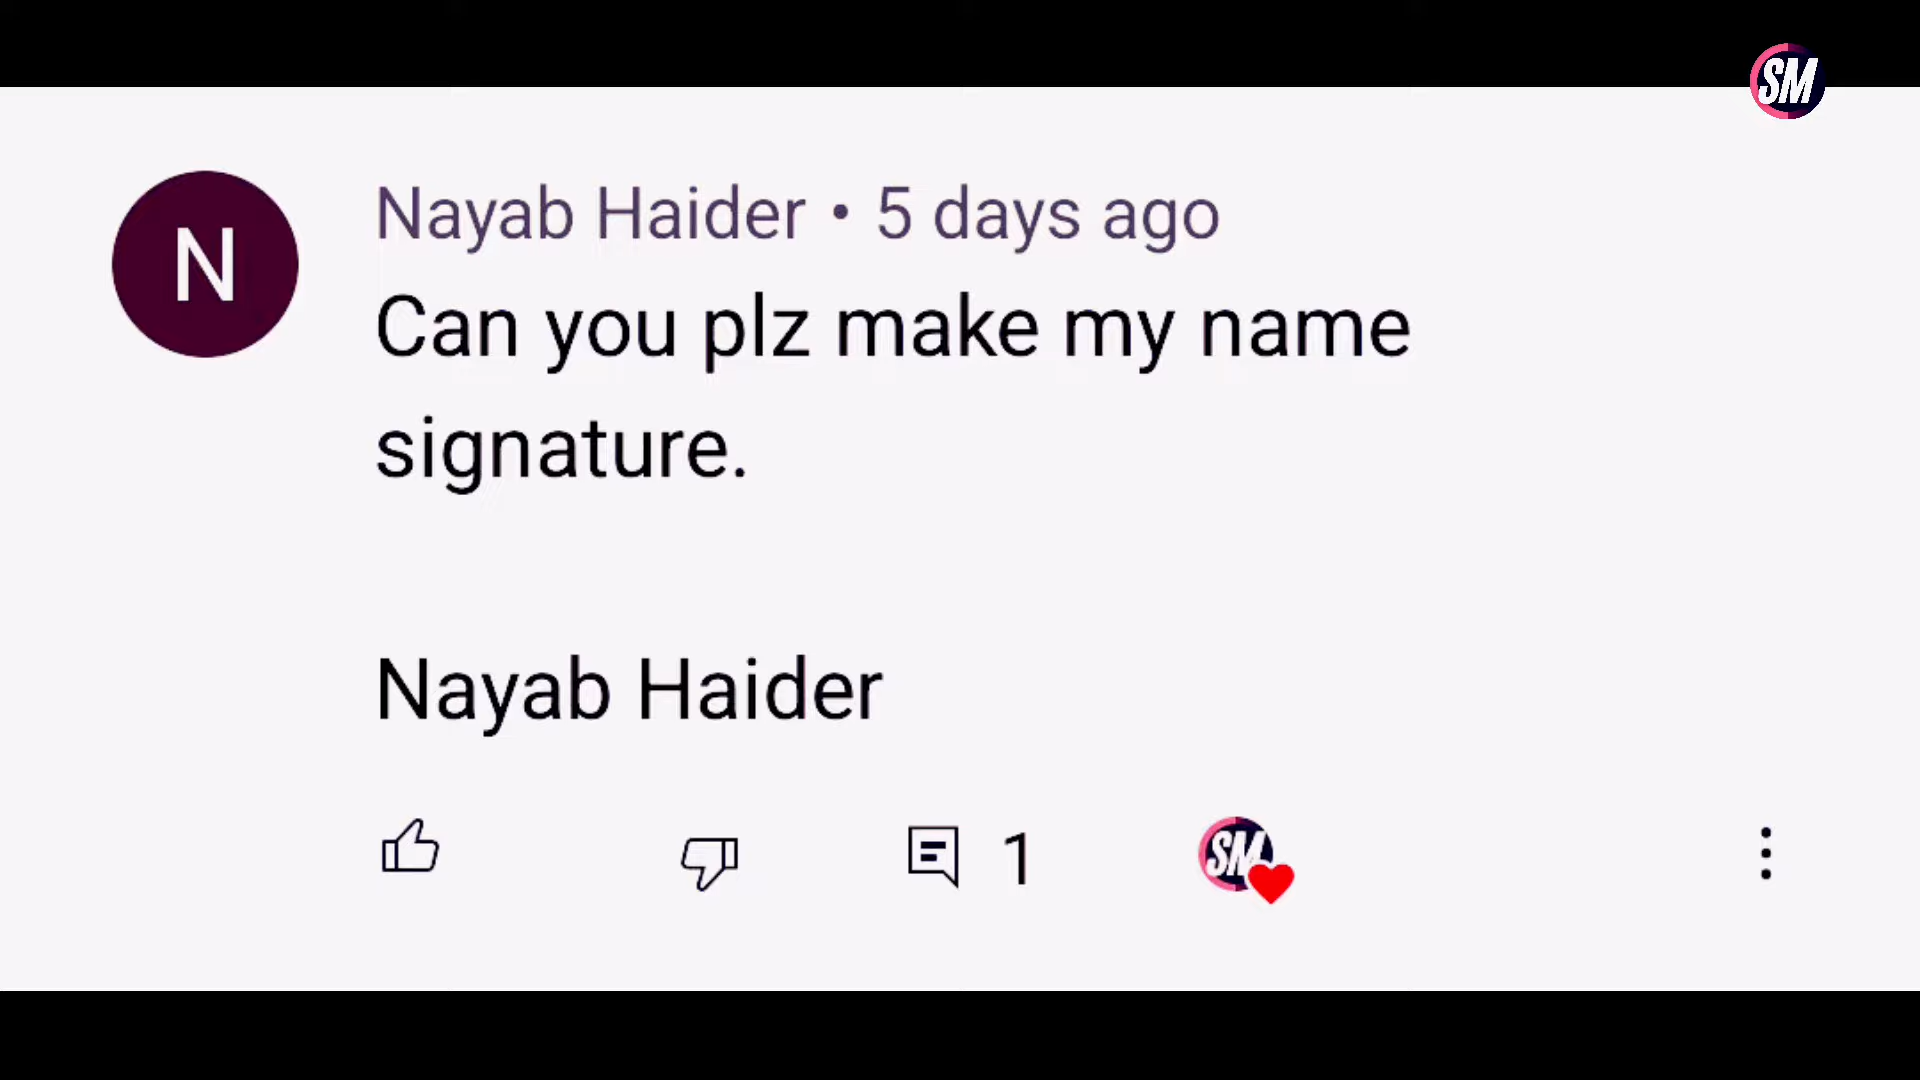 SM
N
Nayab Haider • 5 days ago
Can you plz make my name
signature.
Nayab Haider
1
SM